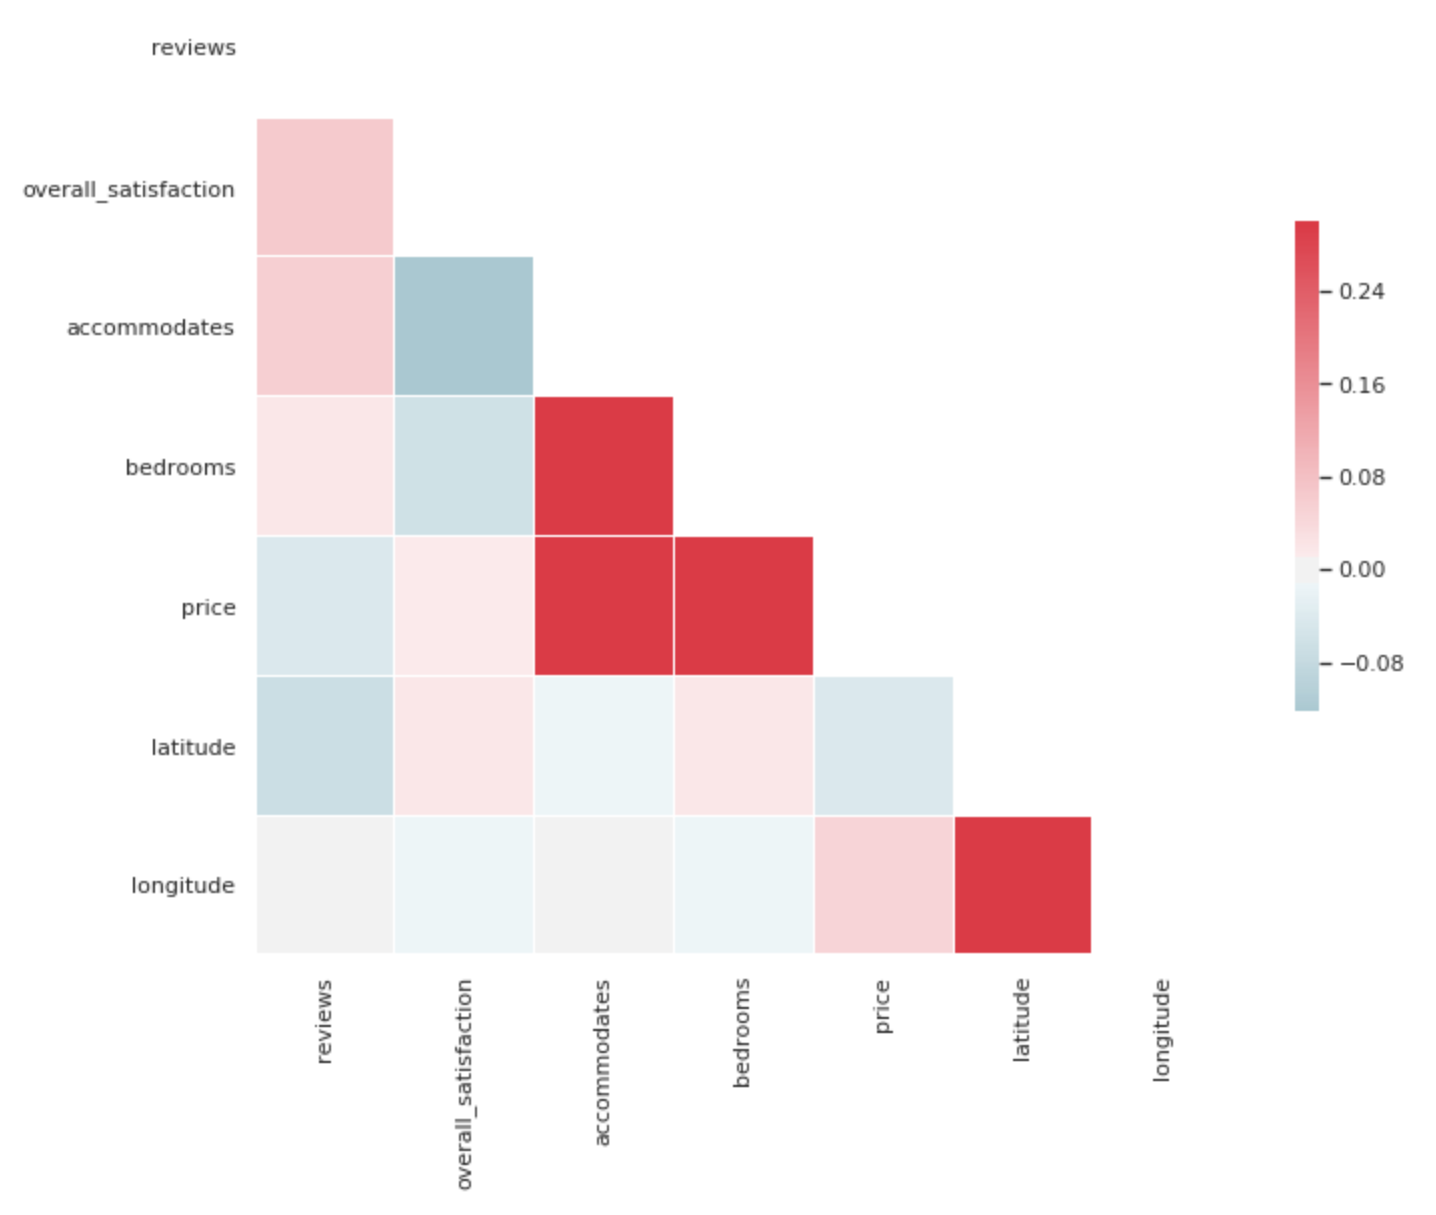 reviews
overall_satisfaction
accommodates
bedrooms
price
latitude
longitude
reviews
overall_satisfaction
accommodates
bedrooms
price
latitude
longitude
0.24
0.16
0.08
0.00
−0.08